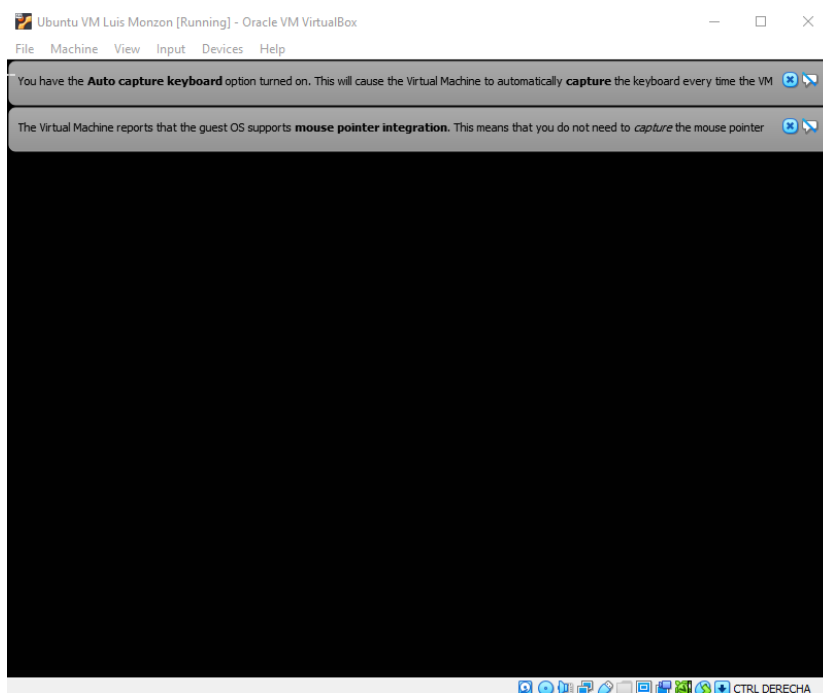 Ubuntu VM Luis Monzon [Running] - Oracle VM VirtualBox
File Machine View Input Devices Help
You have the Auto capture keyboard option turned on. This will cause the Virtual Machine to automatically capture the keyboard every time the VM
The Virtual Machine reports that the guest OS supports mouse pointer integration. This means that you do not need to capture the mouse pointer
CTRL DERECHA